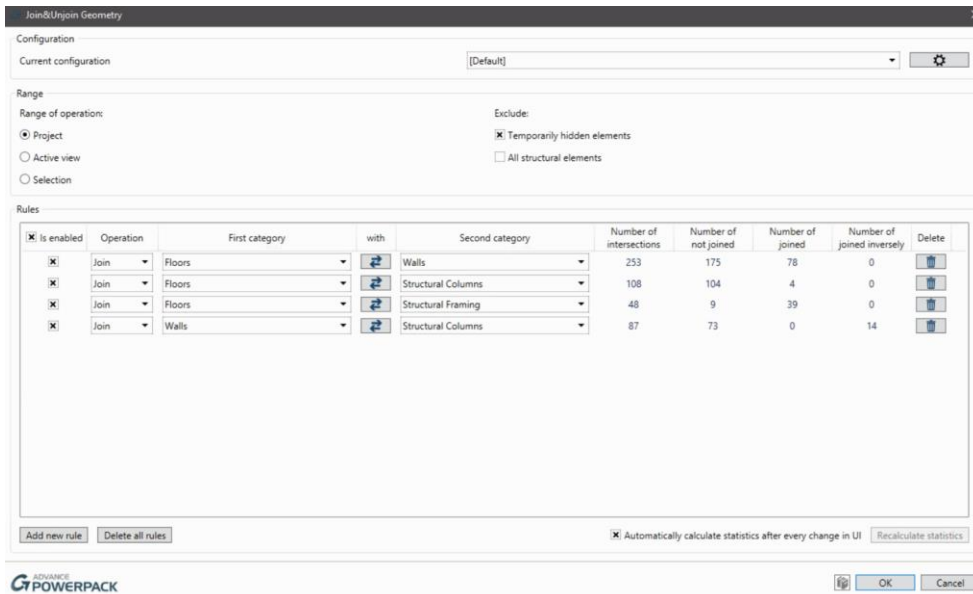 Join&Unjoin Geometry
Configuration
Current configuration [Default]
Range
Range of operation: Exclude:
Project Temporarily hidden elements
Active view All structural elements
Selection
Rules
Is enabled Operation First category with Second category Number of intersections Number of not joined Number of joined Number of joined inversely Delete
Join Floors Walls 253 175 78 0
Join Floors Structural Columns 108 104 4 0
Join Floors Structural Framing 48 9 39 0
Join Walls Structural Columns 87 73 0 14
Add new rule Delete all rules Automatically calculate statistics after every change in UI Recalculate statistics
ADVANCE
POWERPACK OK Cancel